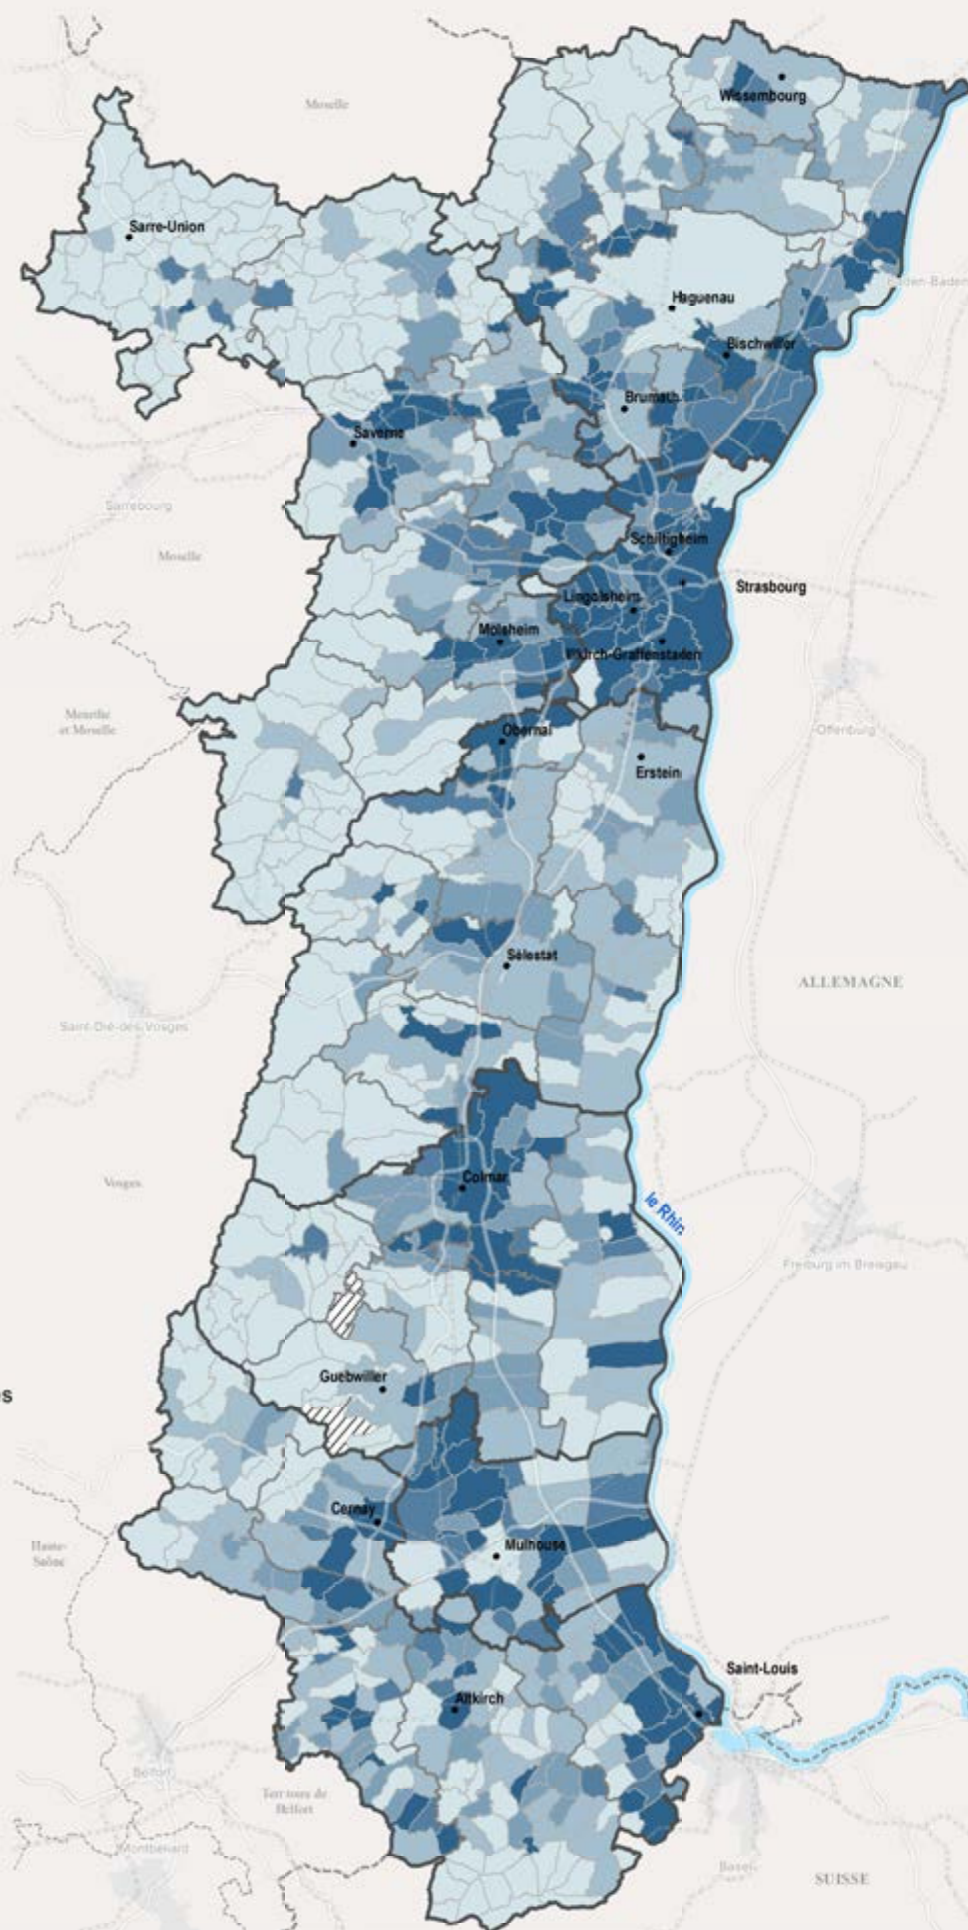 Moselle
Wissembourg
Sarre-Union
Baden-Baden
Haguenau
Bischwiller
Brumath
Saverne
Sarrebourg
Moselle
Schiltigheim
Strasbourg
Lingolsheim
Molsheim
Illkirch-Graffenstaden
Meurthe
et Moselle
Obernai
Offenburg
Erstein
Sélestat
ALLEMAGNE
Saint-Dié-des-Vosges
Vosges
Colmar
le Rhin
Freiburg im Breisgau
Guebwiller
Cernay
Mulhouse
Haute-
Saône
Saint-Louis
Altkirch
Belfort
Territoire de
Belfort
Montbéliard
Basel
SUISSE